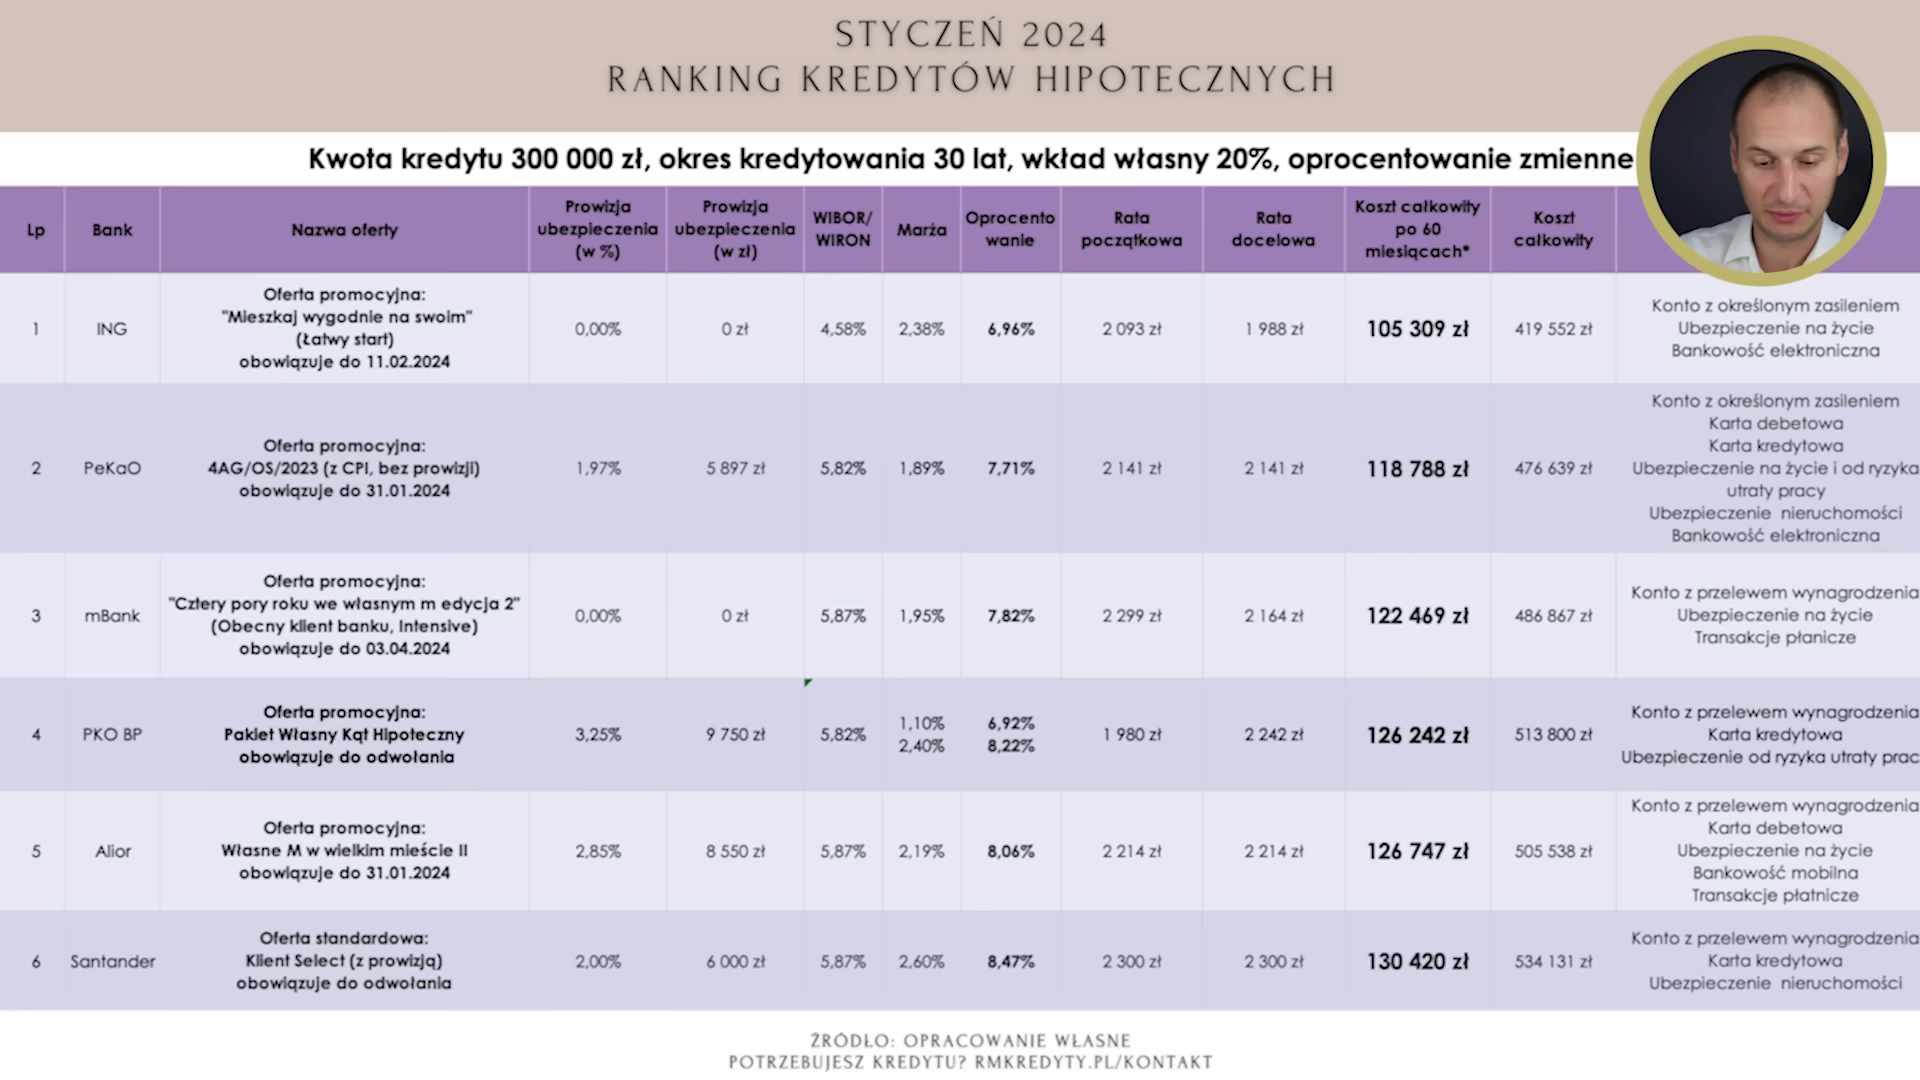 STYCZEŃ 2024
RANKING KREDYTÓW HIPOTECZNYCH
Kwota kredytu 300 000 zł, okres kredytowania 30 lat, wkład własny 20%, oprocentowanie zmienne
Lp
Bank
Nazwa oferty
Prowizja
ubezpieczenia
(w %)
Prowizja
ubezpieczenia
(w zł)
WIBOR/
WIRON
Marża
Oprocento
wanie
Rata
początkowa
Rata
docelowa
Koszt całkowity
po 60
miesiącach*
Koszt
całkowity
1
ING
Oferta promocyjna:
"Mieszkaj wygodnie na swoim"
(Łatwy start)
obowiązuje do 11.02.2024
0,00%
0 zł
4,58%
2,38%
6,96%
2 093 zł
1 988 zł
105 309 zł
419 552 zł
Konto z określonym zasileniem
Ubezpieczenie na życie
Bankowość elektroniczna
2
PeKaO
Oferta promocyjna:
4AG/OS/2023 (z CPI, bez prowizji)
obowiązuje do 31.01.2024
1,97%
5 897 zł
5,82%
1,89%
7,71%
2 141 zł
2 141 zł
118 788 zł
476 639 zł
Konto z określonym zasileniem
Karta debetowa
Karta kredytowa
Ubezpieczenie na życie i od ryzyka
utraty pracy
Ubezpieczenie nieruchomości
Bankowość elektroniczna
3
mBank
Oferta promocyjna:
"Cztery pory roku we własnym m edycja 2"
(Obecny klient banku, Intensive)
obowiązuje do 03.04.2024
0,00%
0 zł
5,87%
1,95%
7,82%
2 299 zł
2 164 zł
122 469 zł
486 867 zł
Konto z przelewem wynagrodzenia
Ubezpieczenie na życie
Transakcje płanicze
4
PKO BP
Oferta promocyjna:
Pakiet Własny Kąt Hipoteczny
obowiązuje do odwołania
3,25%
9 750 zł
5,82%
1,10%
2,40%
6,92%
8,22%
1 980 zł
2 242 zł
126 242 zł
513 800 zł
Konto z przelewem wynagrodzenia
Karta kredytowa
Ubezpieczenie od ryzyka utraty prac
5
Alior
Oferta promocyjna:
Własne M w wielkim mieście II
obowiązuje do 31.01.2024
2,85%
8 550 zł
5,87%
2,19%
8,06%
2 214 zł
2 214 zł
126 747 zł
505 538 zł
Konto z przelewem wynagrodzenia
Karta debetowa
Ubezpieczenie na życie
Bankowość mobilna
Transakcje płatnicze
6
Santander
Oferta standardowa:
Klient Select (z prowizją)
obowiązuje do odwołania
2,00%
6 000 zł
5,87%
2,60%
8,47%
2 300 zł
2 300 zł
130 420 zł
534 131 zł
Konto z przelewem wynagrodzenia
Karta kredytowa
Ubezpieczenie nieruchomości
ŹRÓDŁO: OPRACOWANIE WŁASNE
POTRZEBUJESZ KREDYTU? RMKREDYTY.PL/KONTAKT